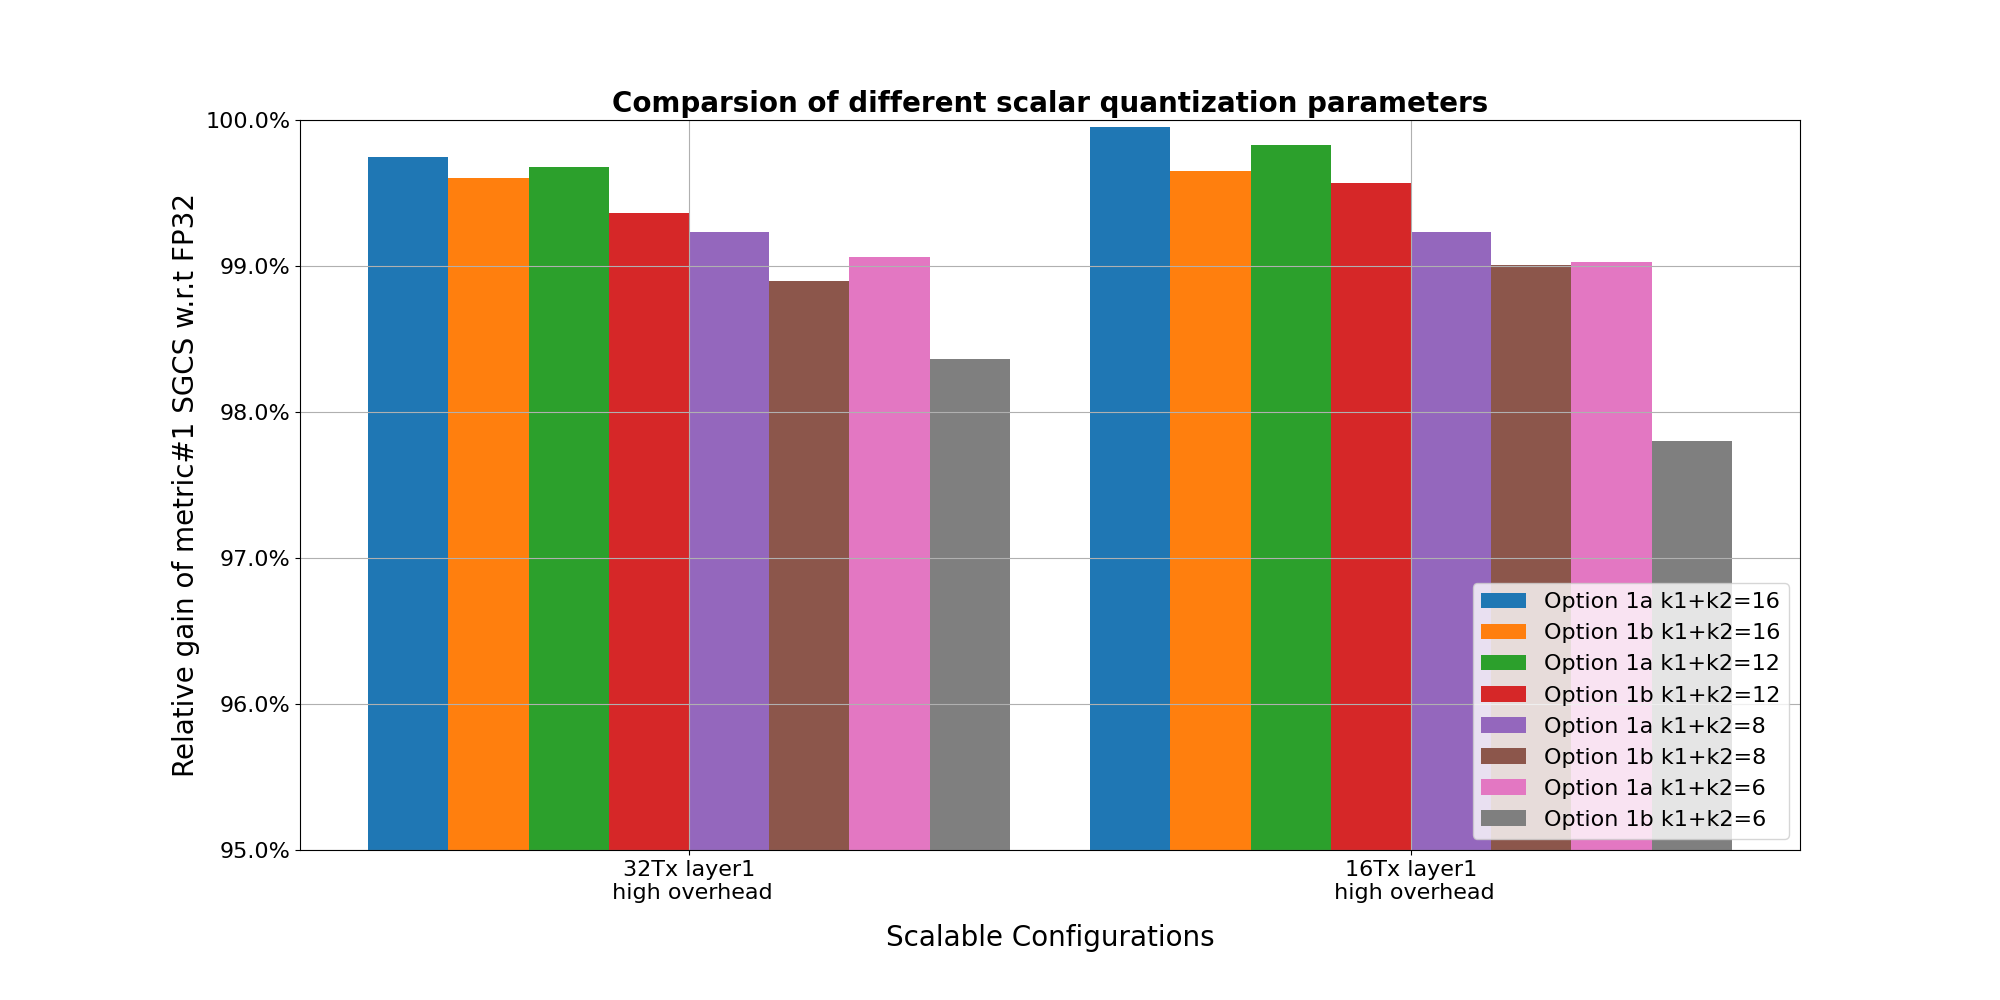 Comparsion of different scalar quantization parameters
Relative gain of metric#1 SGCS w.r.t FP32
100.0%
99.0%
98.0%
97.0%
96.0%
95.0%
Option 1a k1+k2=16
Option 1b k1+k2=16
Option 1a k1+k2=12
Option 1b k1+k2=12
Option 1a k1+k2=8
Option 1b k1+k2=8
Option 1a k1+k2=6
Option 1b k1+k2=6
32Tx layer1
high overhead
16Tx layer1
high overhead
Scalable Configurations